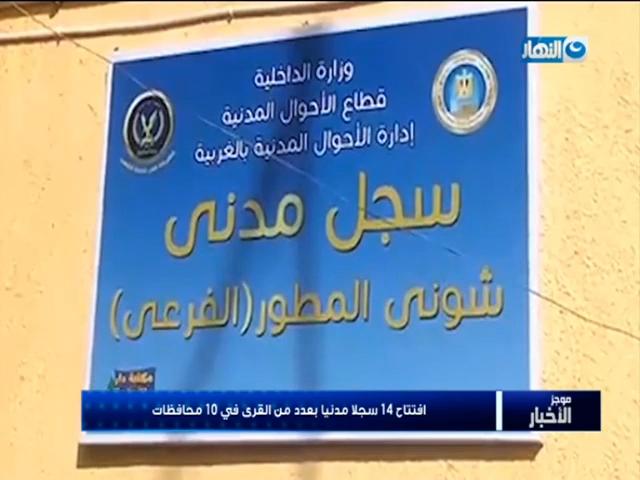 النهار
وزارة الداخلية
قطاع الأحوال المدنية
إدارة الأحوال المدنية بالغربية
سجل مدنى
شونى المطور (الفرعى)
موجز
الأخبار
افتتاح 14 سجلا مدنيا بعدد من القرى في 10 محافظات